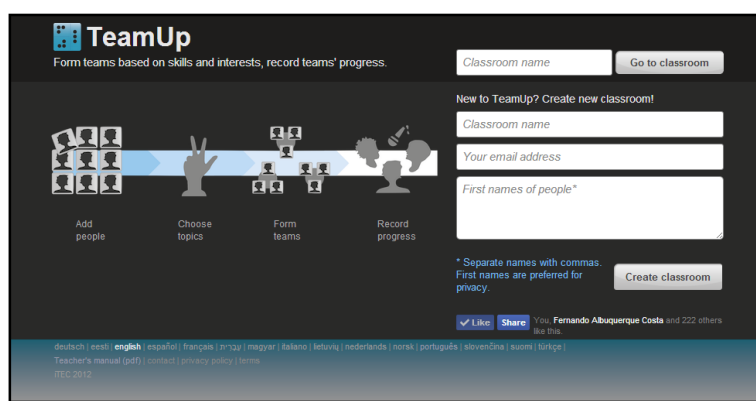 TeamUp
Form teams based on skills and interests, record teams' progress.
Classroom name
Go to classroom
New to TeamUp? Create new classroom!
Classroom name
Your email address
First names of people*
Add
people
Choose
topics
Form
teams
Record
progress
* Separate names with commas.
First names are preferred for
privacy.
Create classroom
Like
Share
You, Fernando Albuquerque Costa and 222 others
like this.
deutsch | eesti | english | español | français | עברית | magyar | italiano | lietuvių | nederlands | norsk | português | slovenčina | suomi | türkçe |
Teacher's manual (pdf) | contact | privacy policy | terms
iTEC 2012